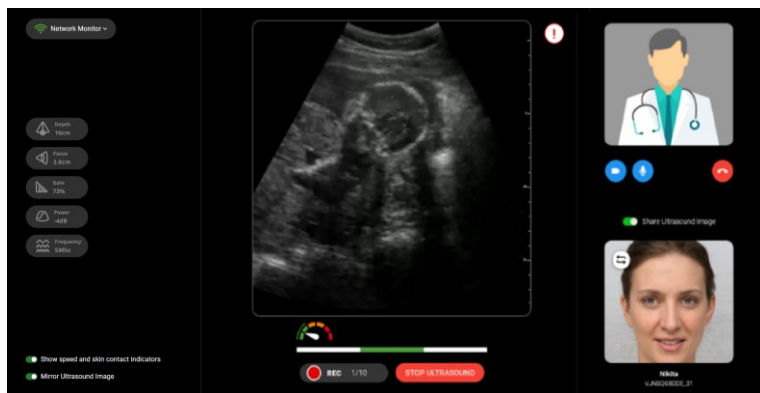 Network Monitor
Depth
16cm
Focus
3.8cm
Gain
73%
Power
-4dB
Frequency
5Mhz
Show speed and skin contact indicators
Mirror Ultrasound Image
REC 1/10
STOP ULTRASOUND
Share Ultrasound Image
Nikita